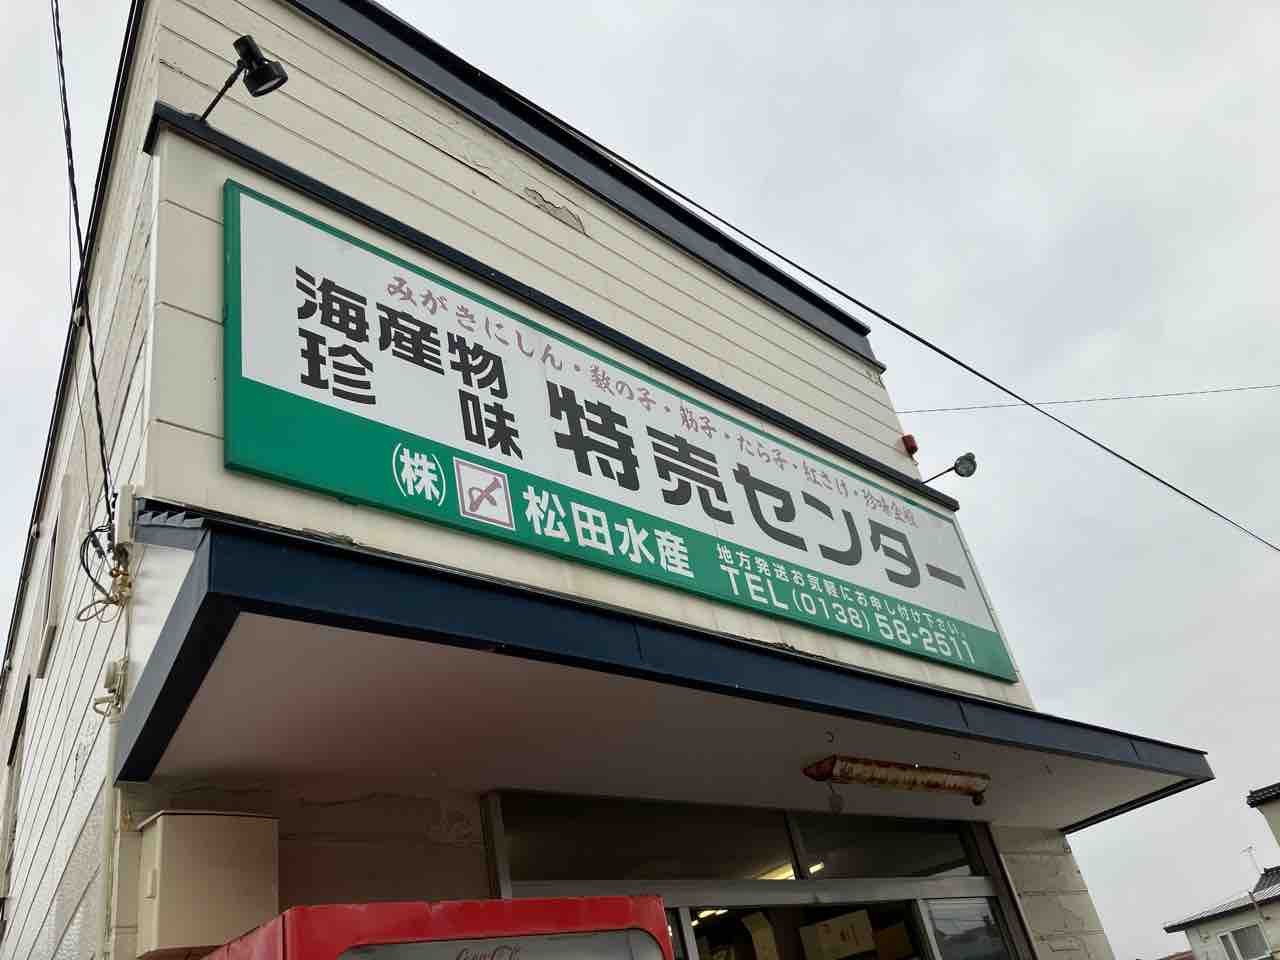 みがきにしん・数の子・筋子・たら子・紅さけ・珍味全般
海産物
珍味
特売センター
(株) 松田水産
地方発送お気軽にお申し付け下さい。
TEL(0138)58-2511
Coca-Cola